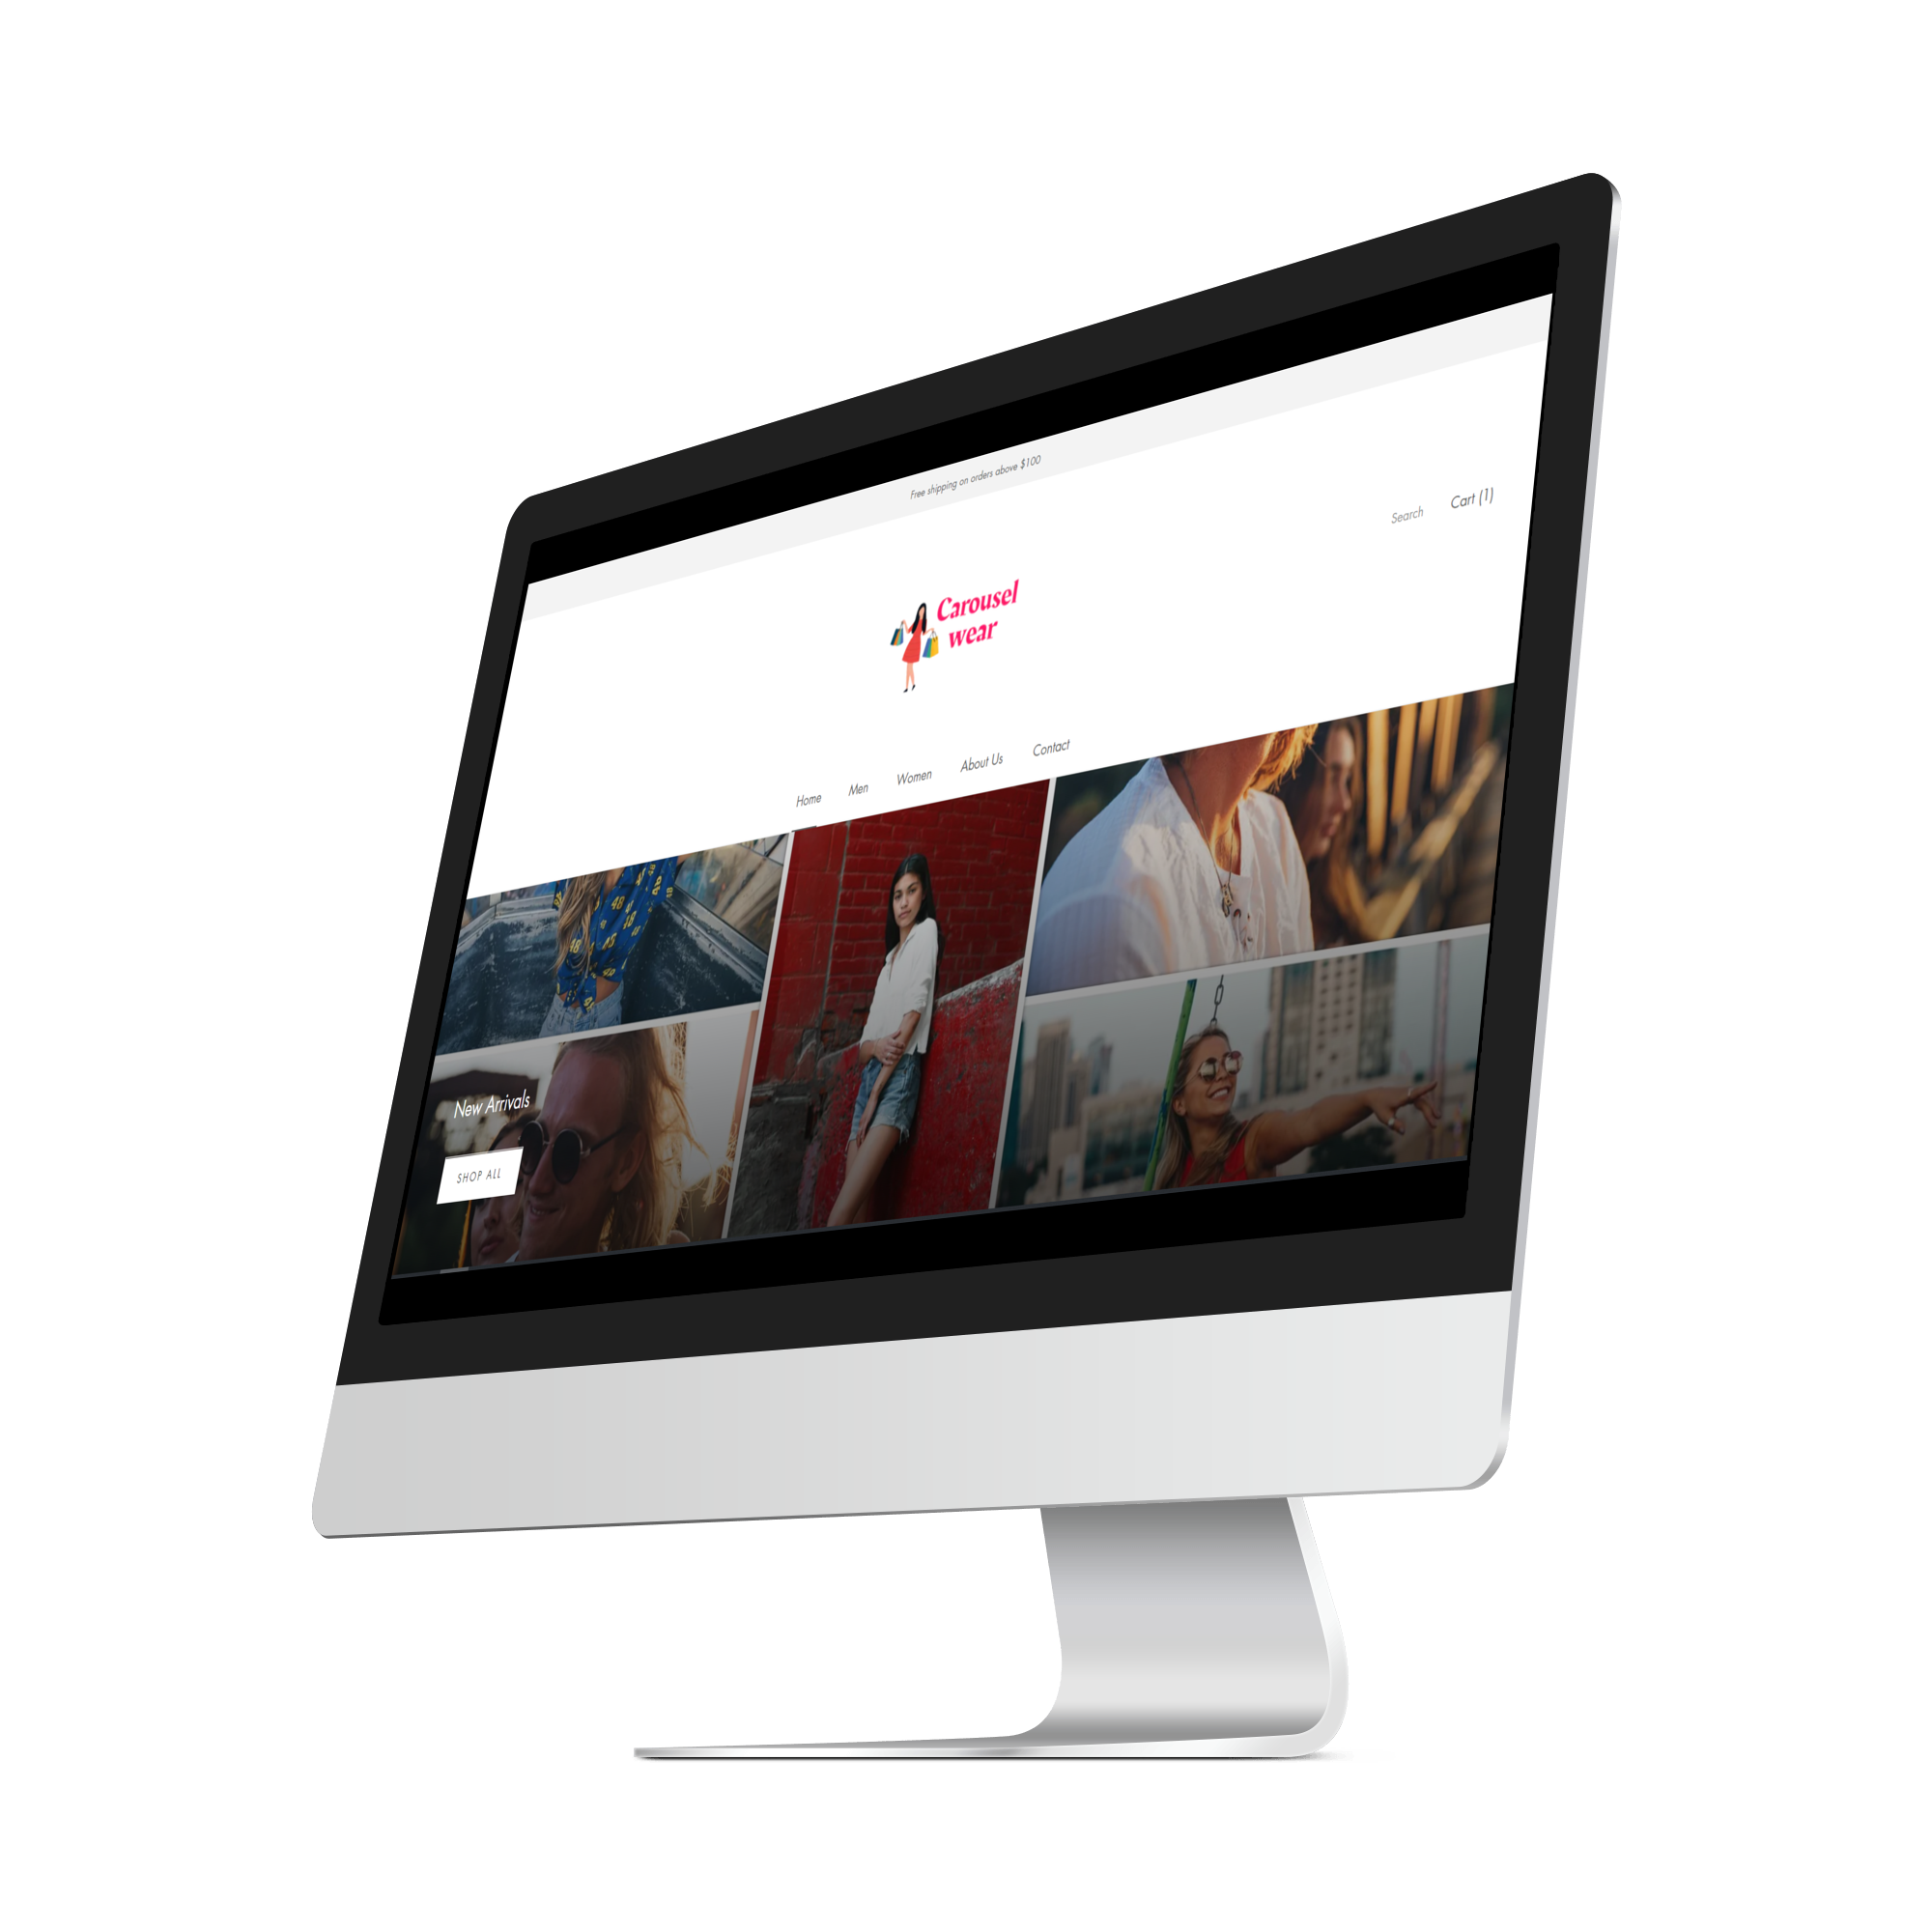 Free shipping on orders above $100
Search Cart (1)
Carousel
wear
Home Men Women About Us Contact
New Arrivals
SHOP ALL